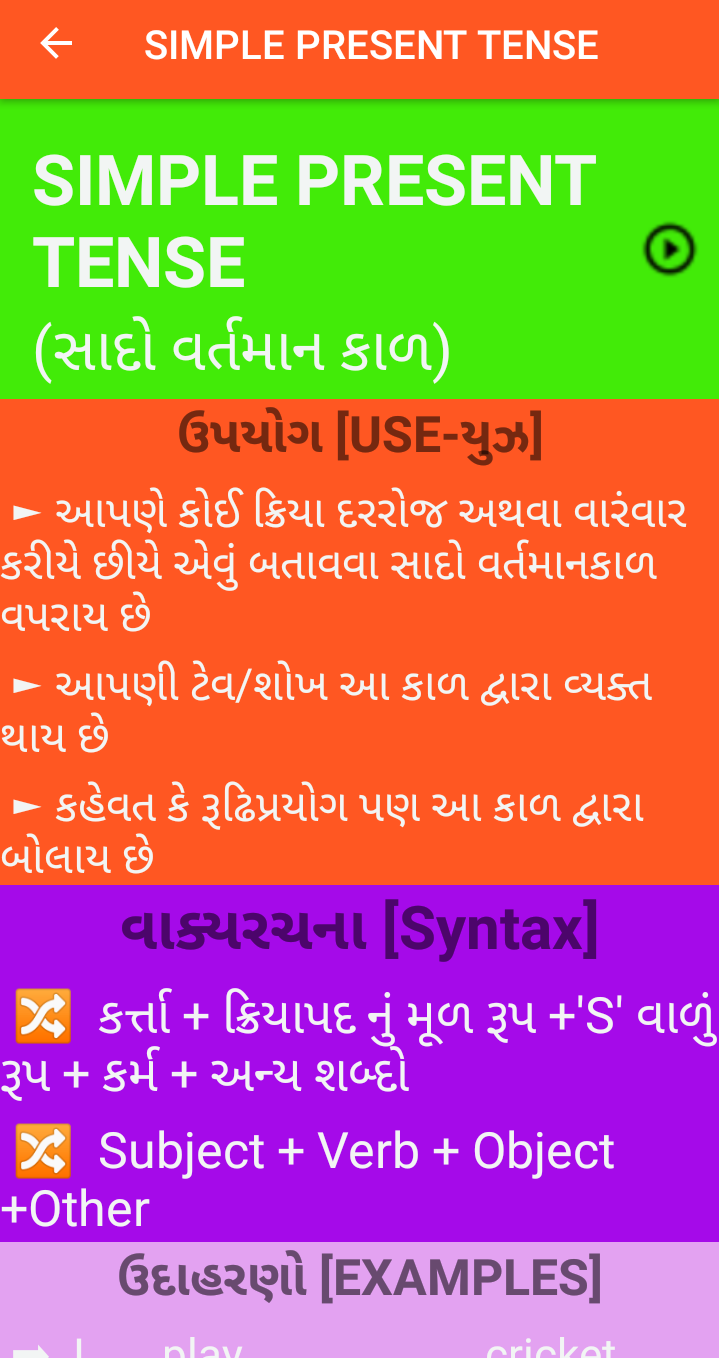 SIMPLE PRESENT TENSE
SIMPLE PRESENT
TENSE
(સાદો વર્તમાન કાળ)
ઉપયોગ [USE-યુઝ]
► આપણે કોઈ ક્રિયા દરરોજ અથવા વારંવાર
કરીયે છીયે એવું બતાવવા સાદો વર્તમાનકાળ
વપરાય છે
► આપણી ટેવ/શોખ આ કાળ દ્વારા વ્યક્ત
થાય છે
► કહેવત કે રૂઢિપ્રયોગ પણ આ કાળ દ્વારા
બોલાય છે
વાક્યરચના [Syntax]
🔀 કર્ત્તા + ક્રિયાપદ નું મૂળ રૂપ +'S' વાળું
રૂપ + કર્મ + અન્ય શબ્દો
🔀 Subject + Verb + Object
+Other
ઉદાહરણો [EXAMPLES]
➡ I play cricket